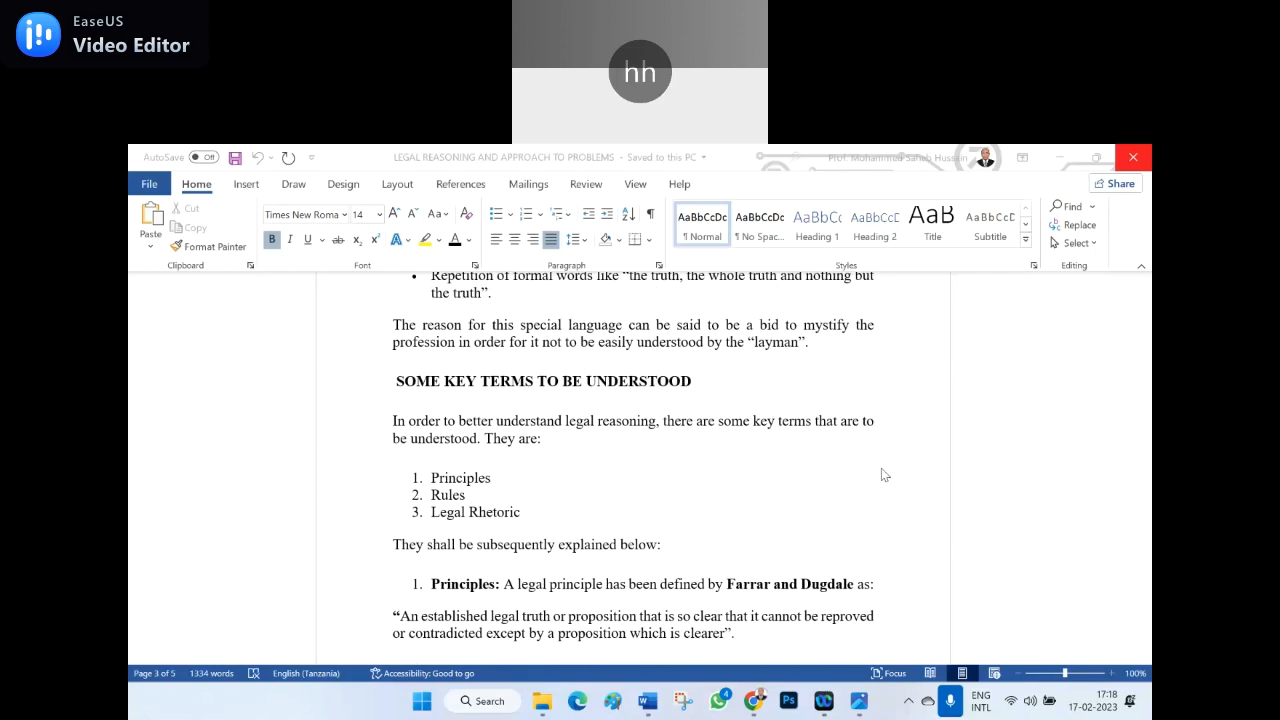 EaseUS
Video Editor
hh
AutoSave Off
LEGAL REASONING AND APPROACH TO PROBLEMS - Saved to this PC
File Home Insert Draw Design Layout References Mailings Review View Help
Share
Paste
Cut
Copy
Format Painter
Clipboard
Times New Roma 14
Font
Paragraph
AaBbCcDc AaBbCcDc AaBbC AaBbCcD AaB AaBbCcD
¶ Normal ¶ No Spac... Heading 1 Heading 2 Title Subtitle
Styles
Find
Replace
Select
Editing
• Repetition of formal words like “the truth, the whole truth and nothing but
the truth”.
The reason for this special language can be said to be a bid to mystify the
profession in order for it not to be easily understood by the “layman”.
SOME KEY TERMS TO BE UNDERSTOOD
In order to better understand legal reasoning, there are some key terms that are to
be understood. They are:
1. Principles
2. Rules
3. Legal Rhetoric
They shall be subsequently explained below:
1. Principles: A legal principle has been defined by Farrar and Dugdale as:
“An established legal truth or proposition that is so clear that it cannot be reproved
or contradicted except by a proposition which is clearer”.
Page 3 of 5 1334 words English (Tanzania) Accessibility: Good to go Focus 100%
Search
4
Ps
ENG
INTL
17:18
17-02-2023